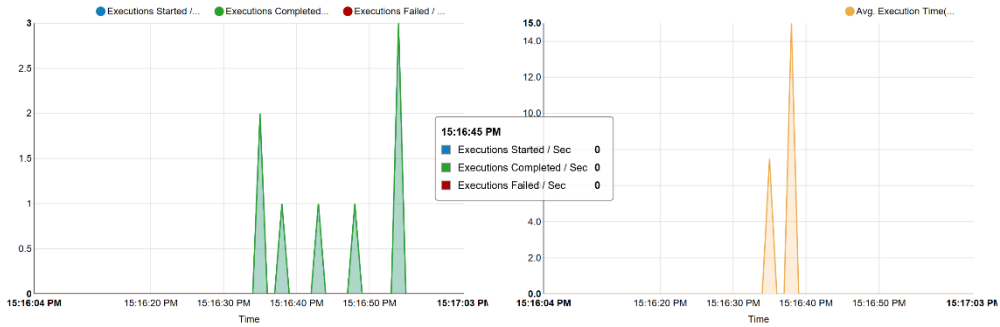 Executions Started /...
Executions Completed...
Executions Failed / ...
3
2.5
2
1.5
1
0.5
0
15:16:04 PM
15:16:20 PM
15:16:30 PM
15:16:40 PM
15:16:50 PM
15:17:03 PM
Time
15:16:45 PM
Executions Started / Sec 0
Executions Completed / Sec 0
Executions Failed / Sec 0
Avg. Execution Time(...
15.0
14.0
12.0
10.0
4.0
2.0
0.0
15:16:04 PM
15:16:20 PM
15:16:30 PM
15:16:40 PM
15:16:50 PM
15:17:03 PM
Time